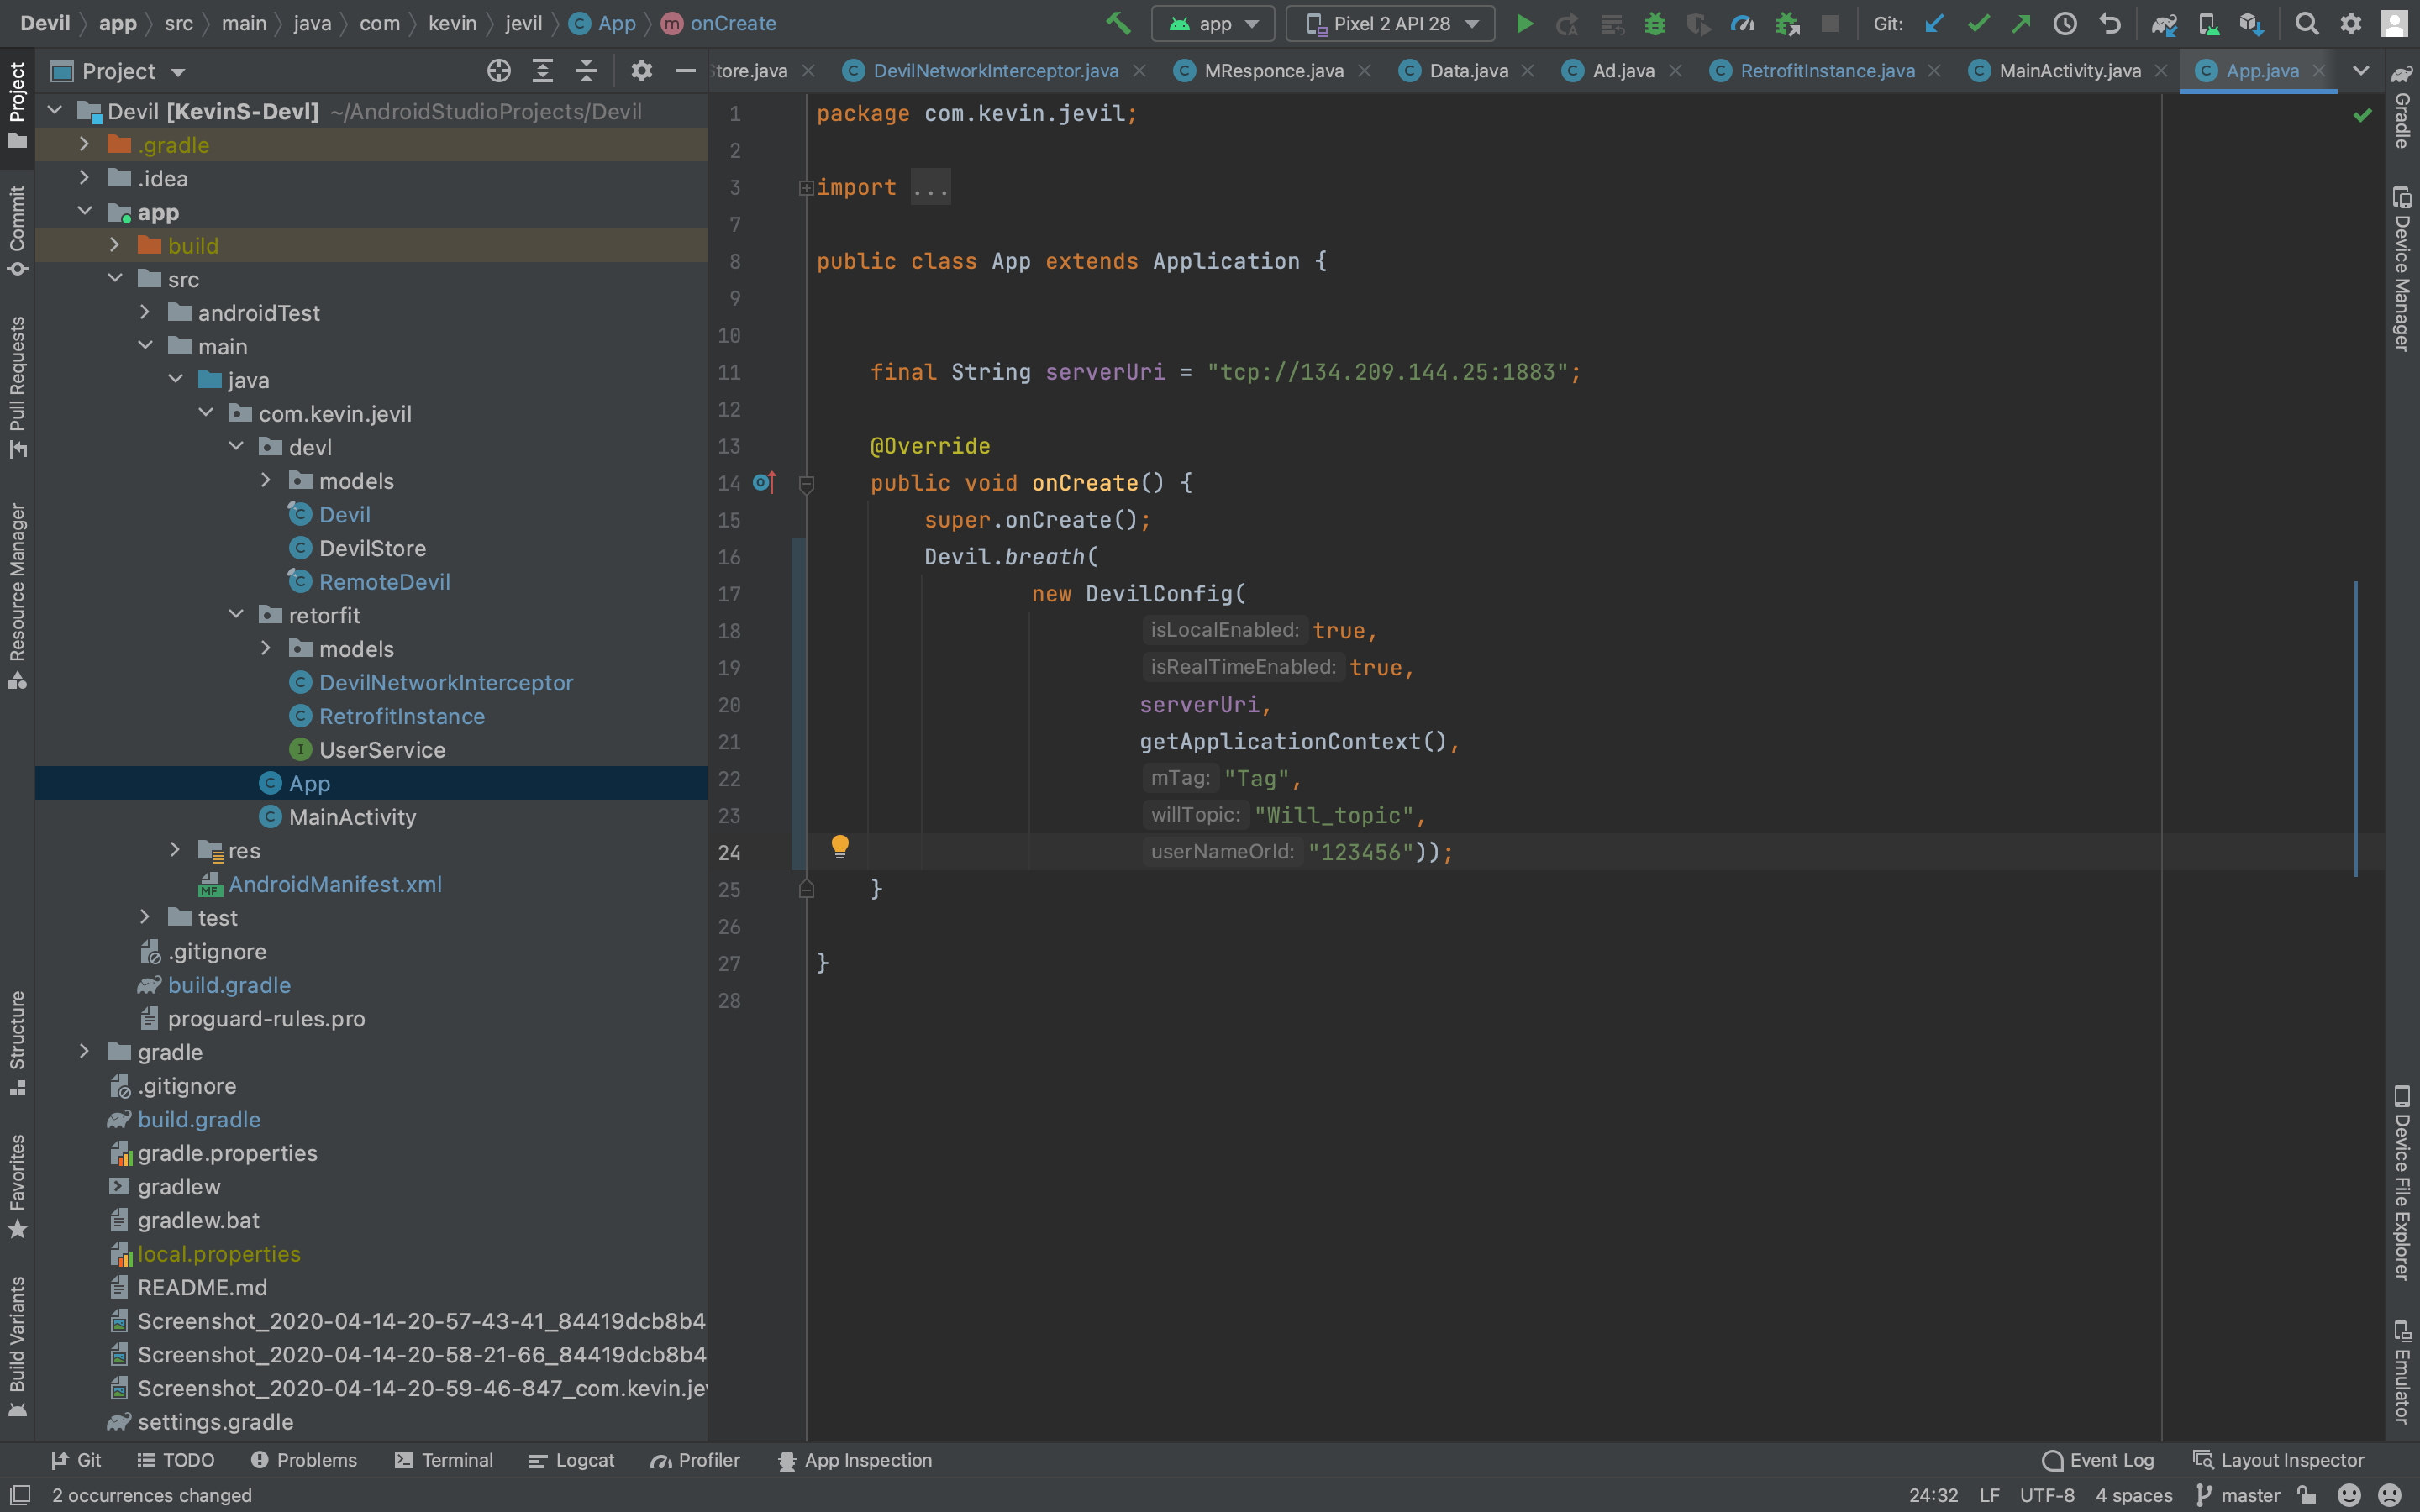 Devil app src main java com kevin jevil App onCreate
app Pixel 2 API 28 Git:
Project
store.java DevilNetworkInterceptor.java MResponce.java Data.java Ad.java RetrofitInstance.java MainActivity.java App.java
Devil [KevinS-Devl] ~/AndroidStudioProjects/Devil
.gradle
.idea
app
build
src
androidTest
main
java
com.kevin.jevil
devl
models
Devil
DevilStore
RemoteDevil
retorfit
models
DevilNetworkInterceptor
RetrofitInstance
UserService
App
MainActivity
res
AndroidManifest.xml
test
.gitignore
build.gradle
proguard-rules.pro
gradle
.gitignore
build.gradle
gradle.properties
gradlew
gradlew.bat
local.properties
README.md
Screenshot_2020-04-14-20-57-43-41_84419dcb8b4
Screenshot_2020-04-14-20-58-21-66_84419dcb8b4
Screenshot_2020-04-14-20-59-46-847_com.kevin.je
settings.gradle
Project
Commit
Pull Requests
Resource Manager
Structure
Favorites
Build Variants
1 package com.kevin.jevil;
2
3 import ...
7
8 public class App extends Application {
9
10
11 final String serverUri = "tcp://134.209.144.25:1883";
12
13 @Override
14 public void onCreate() {
15 super.onCreate();
16 Devil.breath(
17 new DevilConfig(
18 isLocalEnabled: true,
19 isRealTimeEnabled: true,
20 serverUri,
21 getApplicationContext(),
22 mTag: "Tag",
23 willTopic: "Will_topic",
24 userNameOrId: "123456"));
25 }
26
27 }
28
Gradle
Device Manager
Device File Explorer
Emulator
Git TODO Problems Terminal Logcat Profiler App Inspection Event Log Layout Inspector
2 occurrences changed 24:32 LF UTF-8 4 spaces master